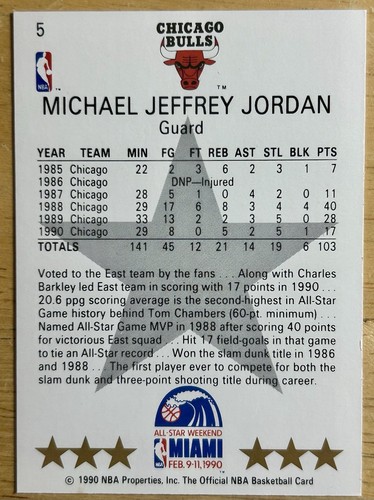 5
CHICAGO
BULLS
NBA
TM
MICHAEL JEFFREY JORDAN
Guard
YEAR TEAM MIN FG FT REB AST STL BLK PTS
1985 Chicago 22 2 3 6 2 3 1 7
1986 Chicago DNP—Injured
1987 Chicago 28 5 1 0 4 2 0 11
1988 Chicago 29 17 6 8 3 4 4 40
1989 Chicago 33 13 2 2 3 5 0 28
1990 Chicago 29 8 0 5 2 5 1 17
TOTALS 141 45 12 21 14 19 6 103
Voted to the East team by the fans . . . Along with Charles
Barkley led East team in scoring with 17 points in 1990 . . .
20.6 ppg scoring average is the second-highest in All-Star
Game history behind Tom Chambers (60-pt. minimum) . . .
Named All-Star Game MVP in 1988 after scoring 40 points
for victorious East squad . . . Hit 17 field-goals in that game
to tie an All-Star record . . . Won the slam dunk title in 1986
and 1988 . . . The first player ever to compete for both the
slam dunk and three-point shooting title during career.
ALL-STAR WEEKEND
MIAMI
FEB. 9-11, 1990
© 1990 NBA Properties, Inc. The Official NBA Basketball Card